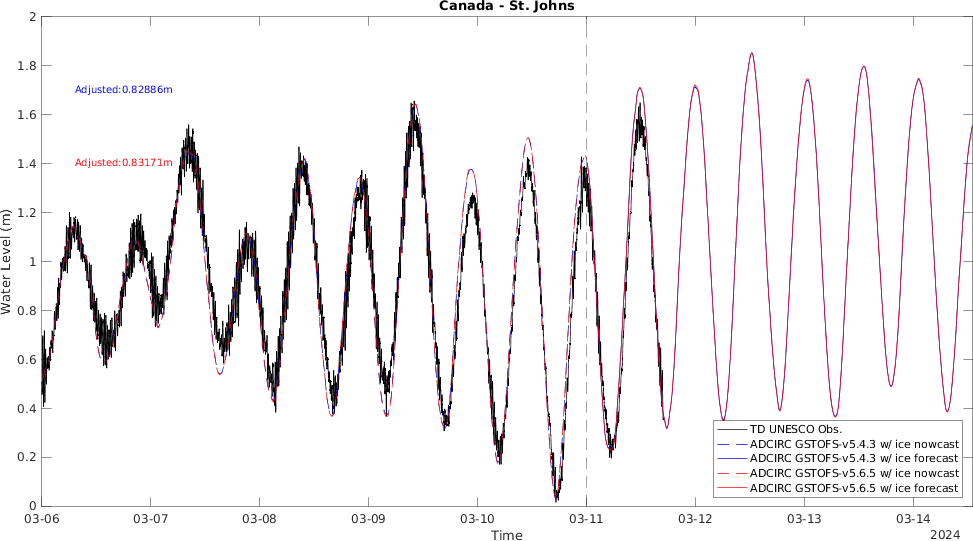 Canada - St. Johns
2
1.8
Adjusted:0.82886m
1.6
1.4
Adjusted:0.83171m
1.2
1
0.8
0.6
0.4
0.2
0
Water Level (m)
TD UNESCO Obs.
ADCIRC GSTOFS-v5.4.3 w/ ice nowcast
ADCIRC GSTOFS-v5.4.3 w/ ice forecast
ADCIRC GSTOFS-v5.6.5 w/ ice nowcast
ADCIRC GSTOFS-v5.6.5 w/ ice forecast
03-06 03-07 03-08 03-09 03-10 03-11 03-12 03-13 03-14
Time
2024